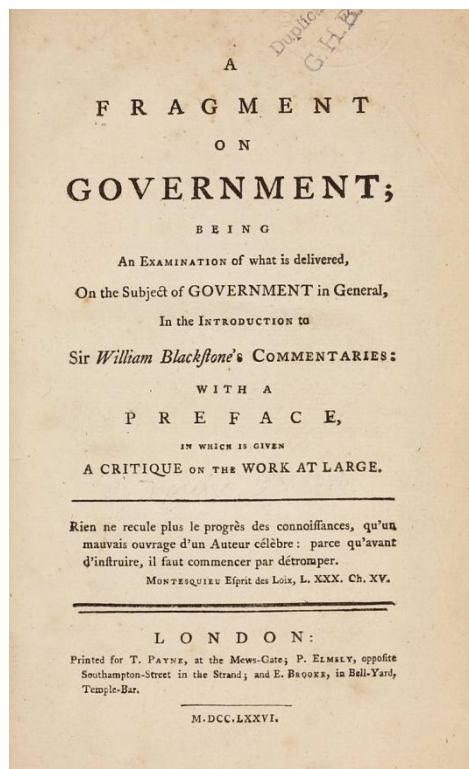 Duplica
G.H.B.
A
FRAGMENT
ON
GOVERNMENT;
BEING
An EXAMINATION of what is delivered,
On the Subject of GOVERNMENT in General,
In the INTRODUCTION to
Sir William Blackſtone's COMMENTARIES:
WITH A
PREFACE,
IN WHICH IS GIVEN
A CRITIQUE ON THE WORK AT LARGE.
Rien ne recule plus le progrès des connoiſſances, qu'un
mauvais ouvrage d'un Auteur célèbre: parce qu'avant
d'inſtruire, il faut commencer par détromper.
MONTESQUIEU Eſprit des Loix, L. XXX. Ch. XV.
LONDON:
Printed for T. PAYNE, at the Mews-Gate; P. ELMSLY, oppoſite
Southampton-Street in the Strand; and E. BROOKE, in Bell-Yard,
Temple-Bar.
M.DCC.LXXVI.